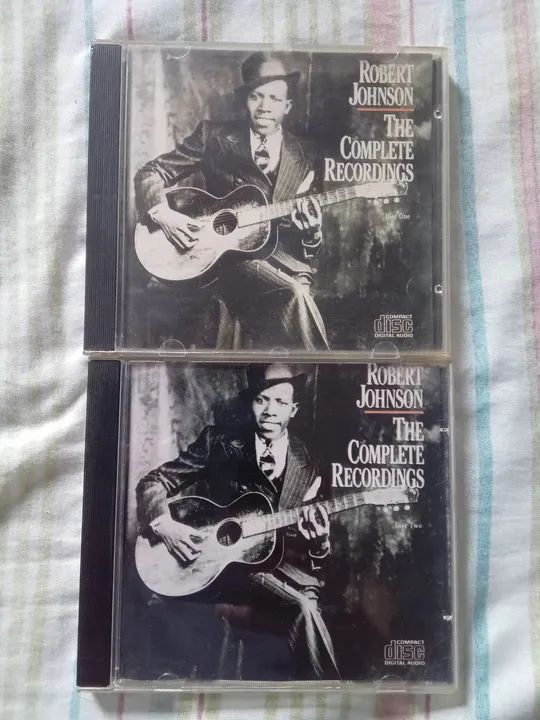 ROBERT
JOHNSON
THE
COMPLETE
RECORDINGS
Disc One
COMPACT
disc
DIGITAL AUDIO
ROBERT
JOHNSON
THE
COMPLETE
RECORDINGS
Disc Two
COMPACT
disc
DIGITAL AUDIO